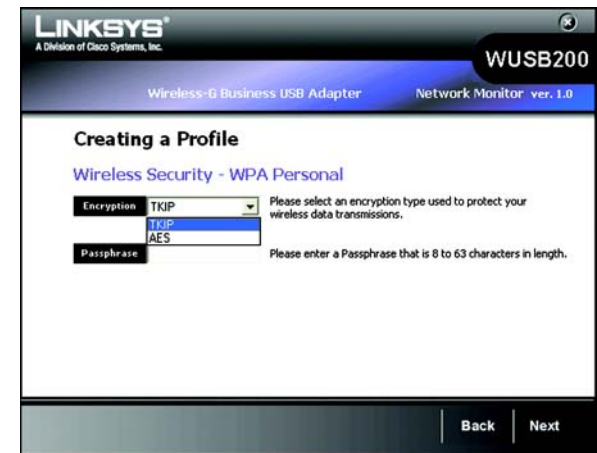 LINKSYS®
A Division of Cisco Systems, Inc.
WUSB200
Wireless-G Business USB Adapter
Network Monitor ver. 1.0
Creating a Profile
Wireless Security - WPA Personal
Encryption
TKIP
TKIP
AES
Please select an encryption type used to protect your
wireless data transmissions.
Passphrase
Please enter a Passphrase that is 8 to 63 characters in length.
Back
Next